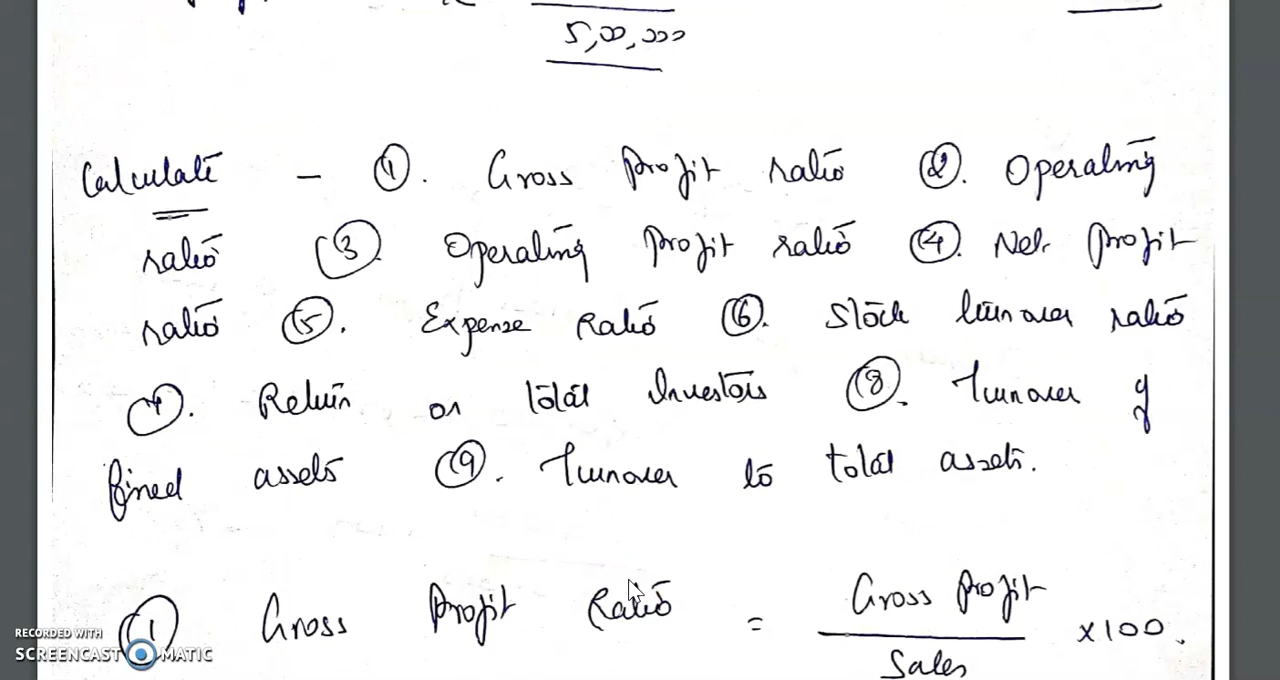 5,00,000
Calculate - ①. Gross Profit ratio ②. Operating
ratio ③. Operating Profit ratio ④. Net Profit
ratio ⑤. Expense Ratio ⑥. Stock turnover ratio
⑦. Return on total Investors ⑧. Turnover of
fixed assets ⑨. Turnover to total assets.
① Gross Profit Ratio = Gross Profit
Sales
×100.
RECORDED WITH
SCREENCAST MATIC